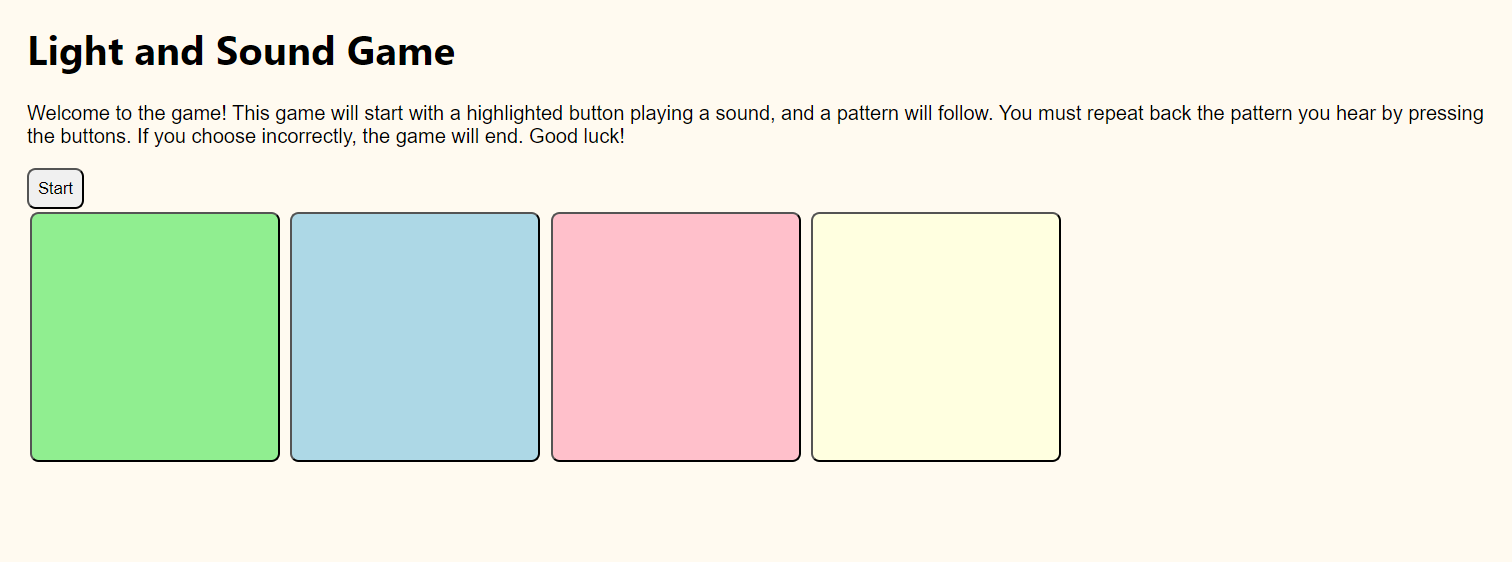 Light and Sound Game
Welcome to the game! This game will start with a highlighted button playing a sound, and a pattern will follow. You must repeat back the pattern you hear by pressing
the buttons. If you choose incorrectly, the game will end. Good luck!
Start